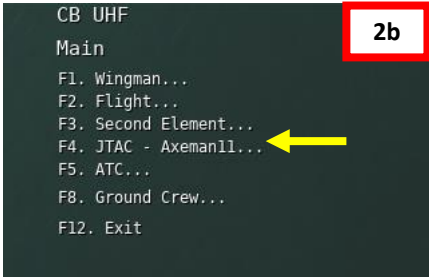 CB UHF
2b
Main
F1. Wingman...
F2. Flight...
F3. Second Element...
F4. JTAC - Axeman11...
F5. ATC...
F8. Ground Crew...
F12. Exit